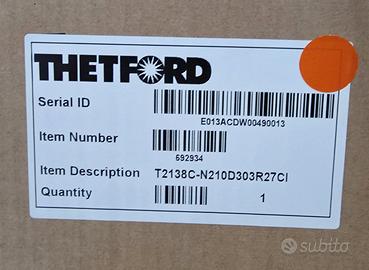 THETFORD
Serial ID
E013ACDW00490013
Item Number
692934
Item Description T2138C-N210D303R27CI
Quantity 1
subito